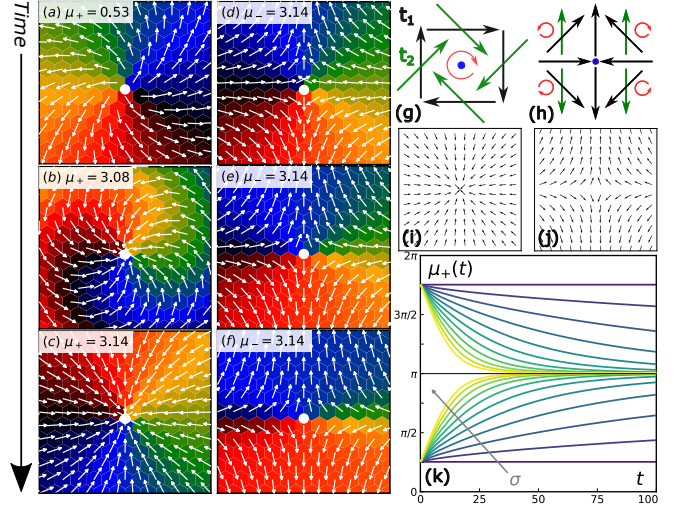 Time
(a) μ₊ = 0.53
(b) μ₊ = 3.08
(c) μ₊ = 3.14
(d) μ₋ = 3.14
(e) μ₋ = 3.14
(f) μ₋ = 3.14
t₁
t₂
(g)
(h)
(i)
(j)
μ₊(t)
2π
3π/2
π
π/2
0
0
25
50
75
100
σ
t
(k)